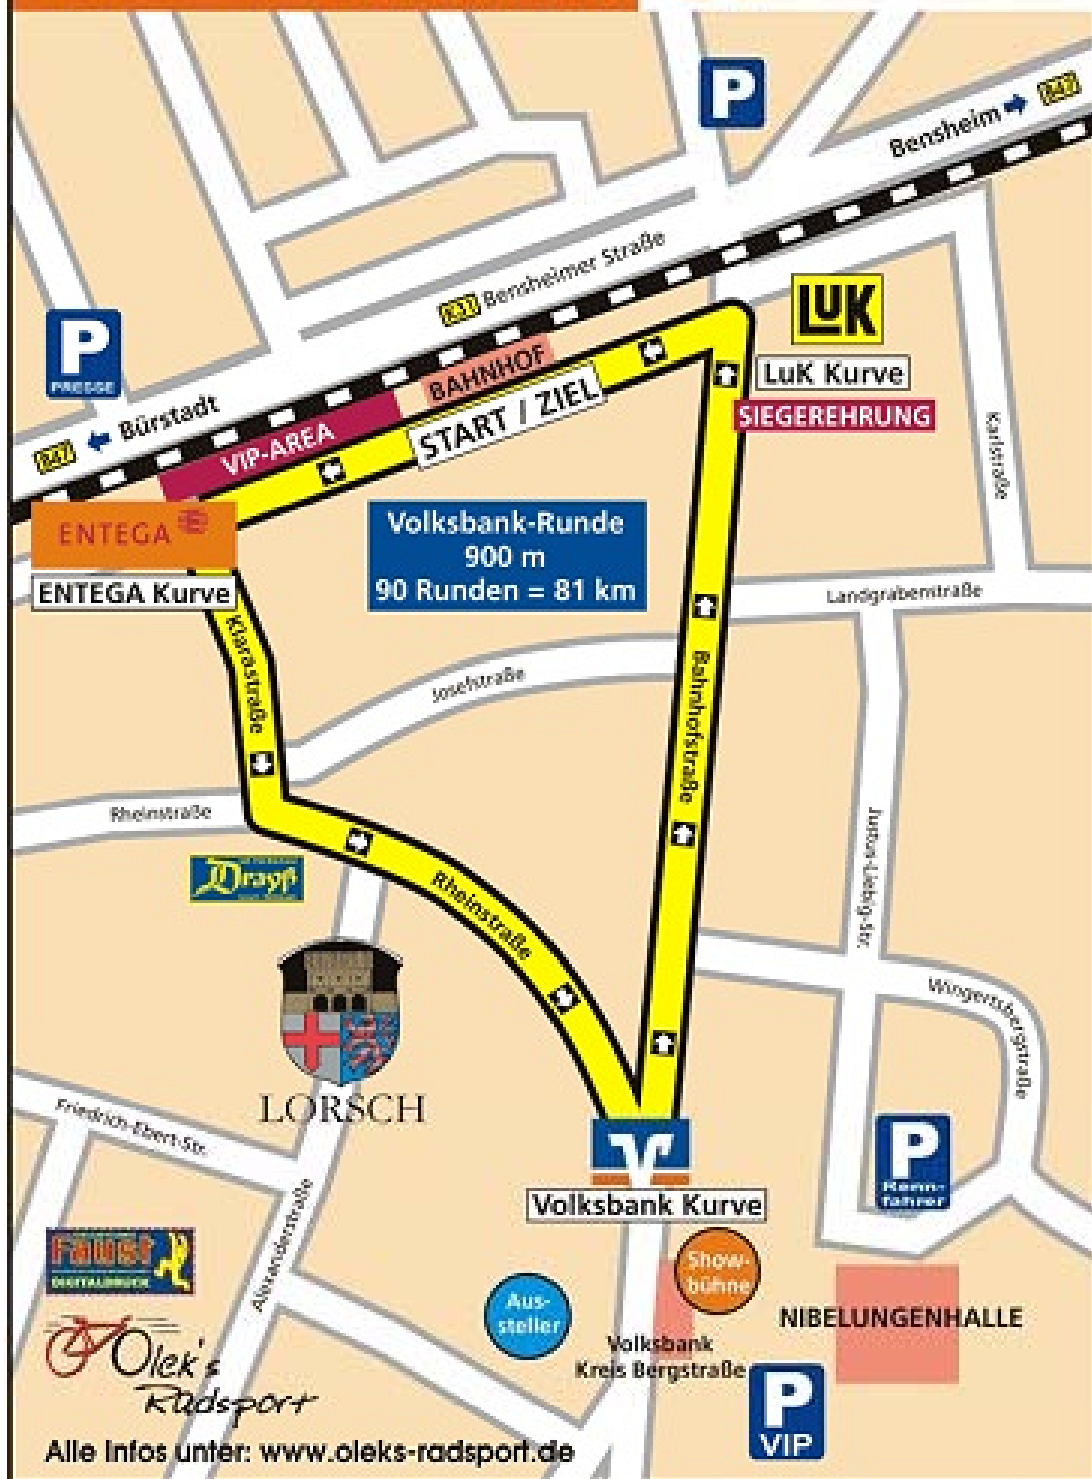 P
B47
Bensheim
Bensheimer Straße
K31
P
PRESSE
LuK
LuK Kurve
SIEGEREHRUNG
BAHNHOF
START / ZIEL
VIP-AREA
Bürstadt
B47
ENTEGA
ENTEGA Kurve
Volksbank-Runde
900 m
90 Runden = 81 km
Karlstraße
Landgrabenstraße
Klarastraße
Josefstraße
Bahnhofstraße
Rheinstraße
Drayß
Rheinstraße
Justus-Liebig-Str.
Wingertsbergstraße
LORSCH
Friedrich-Ebert-Str.
Alexanderstraße
Volksbank Kurve
P
Renn-
fahrer
Show-
bühne
Aus-
steller
Volksbank
Kreis Bergstraße
NIBELUNGENHALLE
P
VIP
Faust
DIGITALDRUCK
Olek's
Radsport
Alle Infos unter: www.oleks-radsport.de